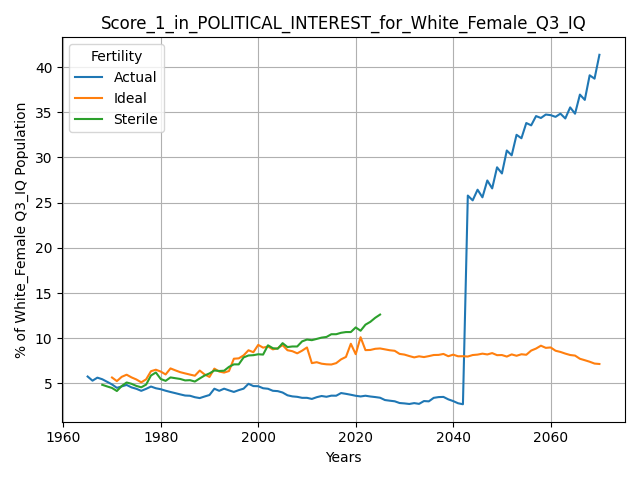 Score_1_in_POLITICAL_INTEREST_for_White_Female_Q3_IQ
Fertility
Actual
Ideal
Sterile
% of White_Female Q3_IQ Population
40
35
30
25
20
15
10
5
1960 1980 2000 2020 2040 2060
Years